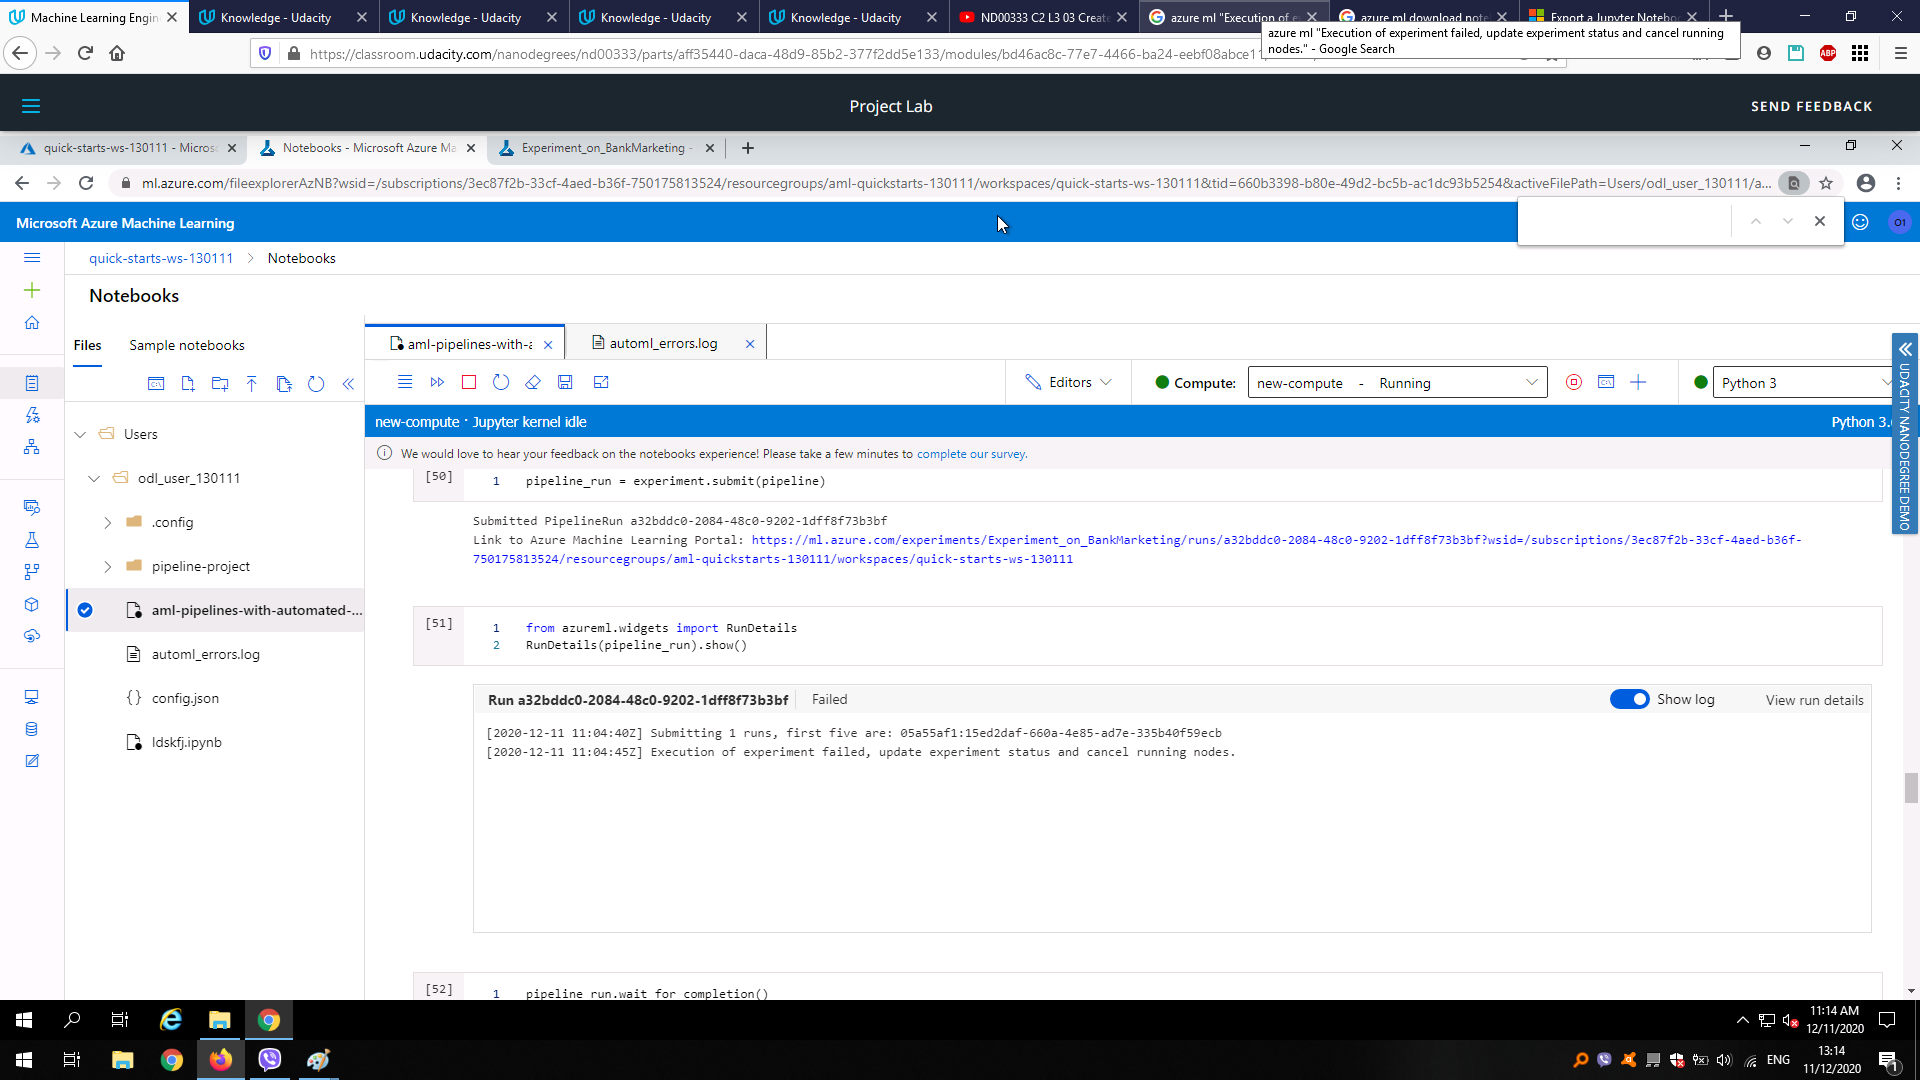 Machine Learning Engin
Knowledge - Udacity
Knowledge - Udacity
Knowledge - Udacity
Knowledge - Udacity
ND00333 C2 L3 03 Create
azure ml "Execution of e
azure ml download note
Export a Jupyter Notebo
azure ml "Execution of experiment failed, update experiment status and cancel running
nodes." - Google Search
https://classroom.udacity.com/nanodegrees/nd00333/parts/aff35440-daca-48d9-85b2-377f2dd5e133/modules/bd46ac8c-77e7-4466-ba24-eebf08abce1
ABP
Project Lab
SEND FEEDBACK
quick-starts-ws-130111 - Micros
Notebooks - Microsoft Azure Ma
Experiment_on_BankMarketing -
ml.azure.com/fileexplorerAzNB?wsid=/subscriptions/3ec87f2b-33cf-4aed-b36f-750175813524/resourcegroups/aml-quickstarts-130111/workspaces/quick-starts-ws-130111&tid=660b3398-b80e-49d2-bc5b-ac1dc93b5254&activeFilePath=Users/odl_user_130111/a...
Microsoft Azure Machine Learning
O1
quick-starts-ws-130111 > Notebooks
Notebooks
Files
Sample notebooks
aml-pipelines-with-a
automl_errors.log
Editors
Compute:
new-compute - Running
Python 3
new-compute · Jupyter kernel idle
Python 3.
UDACITY NANODEGREE DEMO
We would love to hear your feedback on the notebooks experience! Please take a few minutes to complete our survey.
Users
odl_user_130111
.config
pipeline-project
aml-pipelines-with-automated-...
automl_errors.log
config.json
ldskfj.ipynb
[50]
1 pipeline_run = experiment.submit(pipeline)
Submitted PipelineRun a32bddc0-2084-48c0-9202-1dff8f73b3bf
Link to Azure Machine Learning Portal: https://ml.azure.com/experiments/Experiment_on_BankMarketing/runs/a32bddc0-2084-48c0-9202-1dff8f73b3bf?wsid=/subscriptions/3ec87f2b-33cf-4aed-b36f-
750175813524/resourcegroups/aml-quickstarts-130111/workspaces/quick-starts-ws-130111
[51]
1 from azureml.widgets import RunDetails
2 RunDetails(pipeline_run).show()
Run a32bddc0-2084-48c0-9202-1dff8f73b3bf
Failed
Show log
View run details
[2020-12-11 11:04:40Z] Submitting 1 runs, first five are: 05a55af1:15ed2daf-660a-4e85-ad7e-335b40f59ecb
[2020-12-11 11:04:45Z] Execution of experiment failed, update experiment status and cancel running nodes.
[52]
1 pipeline_run.wait_for_completion()
11:14 AM
12/11/2020
ENG
13:14
11/12/2020
1